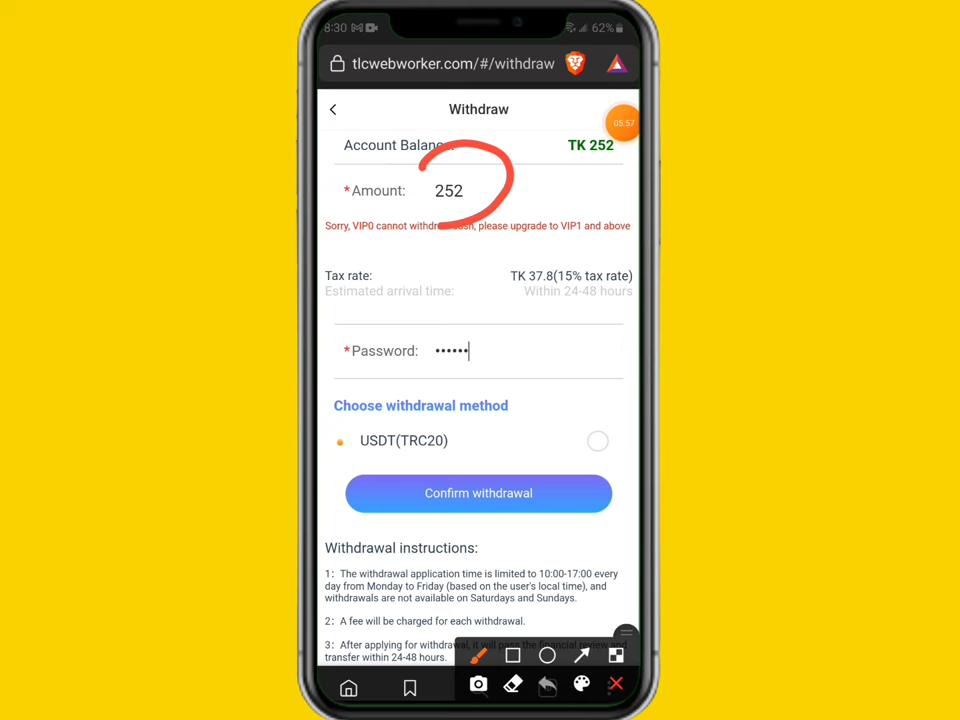 8:30 62%
tlcwebworker.com/#/withdraw
Withdraw
05:57
Account Balance: TK 252
*Amount: 252
Sorry, VIP0 cannot withdraw cash, please upgrade to VIP1 and above
Tax rate: TK 37.8(15% tax rate)
Estimated arrival time: Within 24-48 hours
*Password: ••••••
Choose withdrawal method
USDT(TRC20)
Confirm withdrawal
Withdrawal instructions:
1: The withdrawal application time is limited to 10:00-17:00 every
day from Monday to Friday (based on the user's local time), and
withdrawals are not available on Saturdays and Sundays.
2: A fee will be charged for each withdrawal.
3: After applying for withdrawal, it will pass the financial review and
transfer within 24-48 hours.